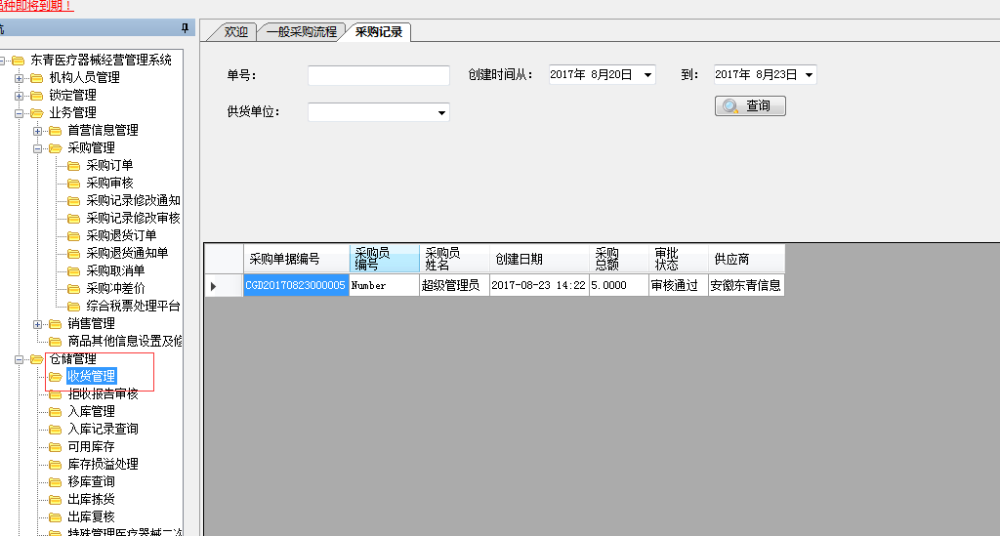 品种即将到期！
航
东青医疗器械经营管理系统
机构人员管理
锁定管理
业务管理
首营信息管理
采购管理
采购订单
采购审核
采购记录修改通知
采购记录修改审核
采购退货订单
采购退货通知单
采购取消单
采购冲差价
综合税票处理平台
销售管理
商品其他信息设置及修
仓储管理
收货管理
拒收报告审核
入库管理
入库记录查询
可用库存
库存损溢处理
移库查询
出库拣货
出库复核
特殊管理医疗器械二次
欢迎 一般采购流程 采购记录
单号： 创建时间从： 2017年 8月20日 到： 2017年 8月23日
供货单位： 查询
采购单据编号 采购员编号 采购员姓名 创建日期 采购总额 审批状态 供应商
CGD20170823000005 Number 超级管理员 2017-08-23 14:22 5.0000 审核通过 安徽东青信息